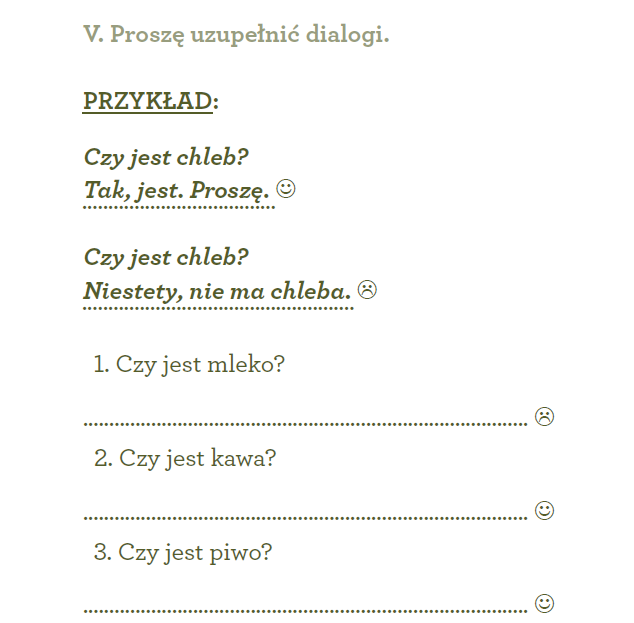 V. Proszę uzupełnić dialogi.
PRZYKŁAD:
Czy jest chleb?
Tak, jest. Proszę. ☺
Czy jest chleb?
Niestety, nie ma chleba. ☹
1. Czy jest mleko?
..................................................................................... ☹
2. Czy jest kawa?
..................................................................................... ☺
3. Czy jest piwo?
..................................................................................... ☺